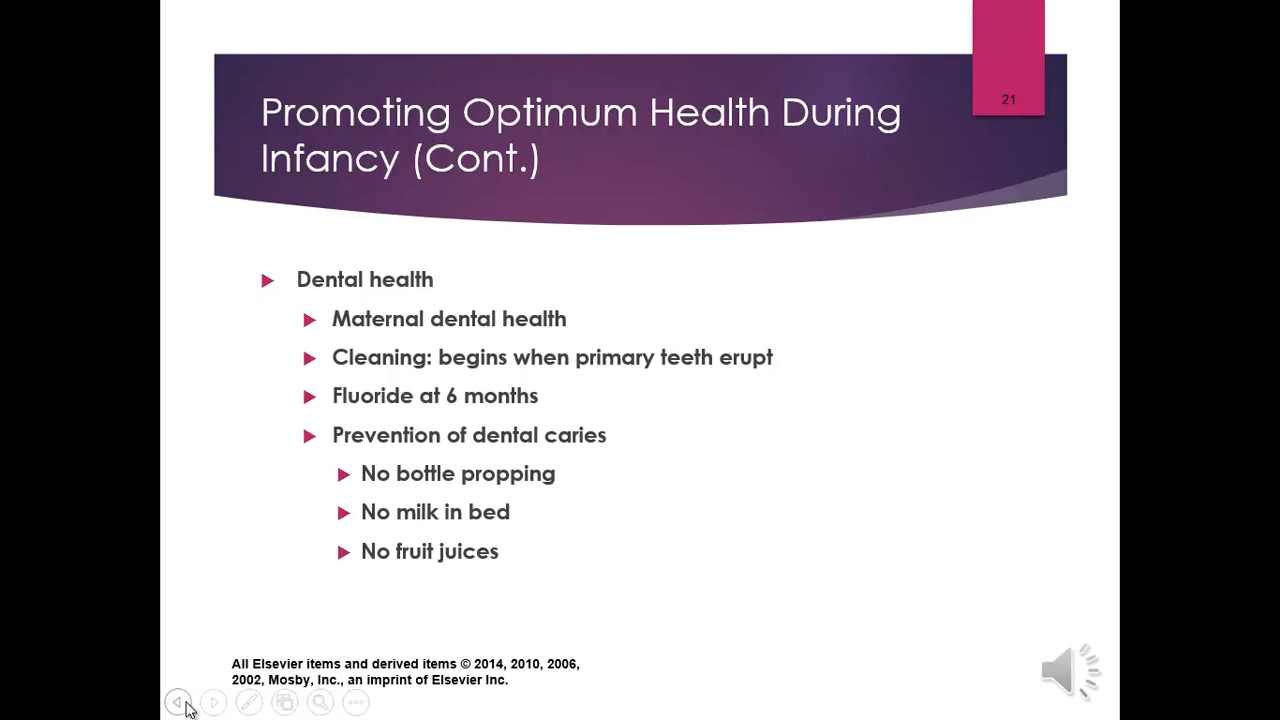 21
Promoting Optimum Health During
Infancy (Cont.)
Dental health
Maternal dental health
Cleaning: begins when primary teeth erupt
Fluoride at 6 months
Prevention of dental caries
No bottle propping
No milk in bed
No fruit juices
All Elsevier items and derived items © 2014, 2010, 2006,
2002, Mosby, Inc., an imprint of Elsevier Inc.